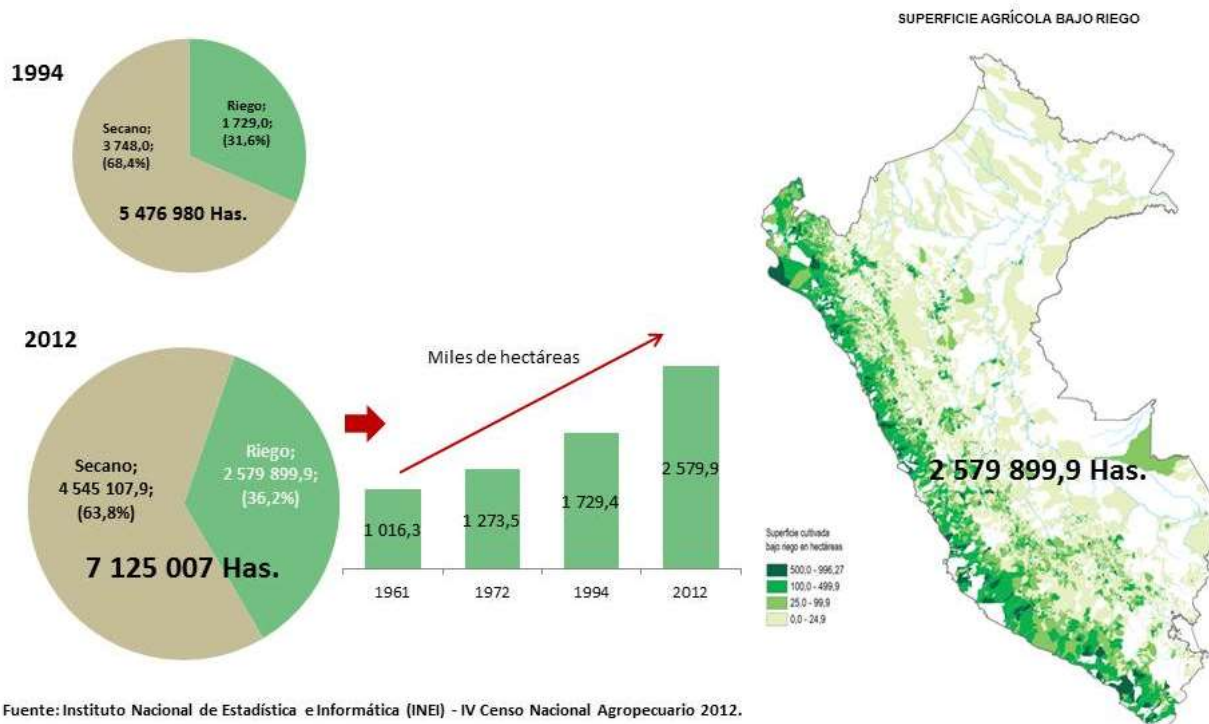 SUPERFICIE AGRÍCOLA BAJO RIEGO
1994
Riego;
1 729,0;
(31,6%)
Secano;
3 748,0;
(68,4%)
5 476 980 Has.
2012
Riego;
2 579 899,9;
(36,2%)
Secano;
4 545 107,9;
(63,8%)
7 125 007 Has.
Miles de hectáreas
1 016,3
1 273,5
1 729,4
2 579,9
1961
1972
1994
2012
2 579 899,9 Has.
Superficie cultivada
bajo riego en hectáreas
500,0 - 996,27
100,0 - 499,9
25,0 - 99,9
0,0 - 24,9
Fuente: Instituto Nacional de Estadística e Informática (INEI) - IV Censo Nacional Agropecuario 2012.